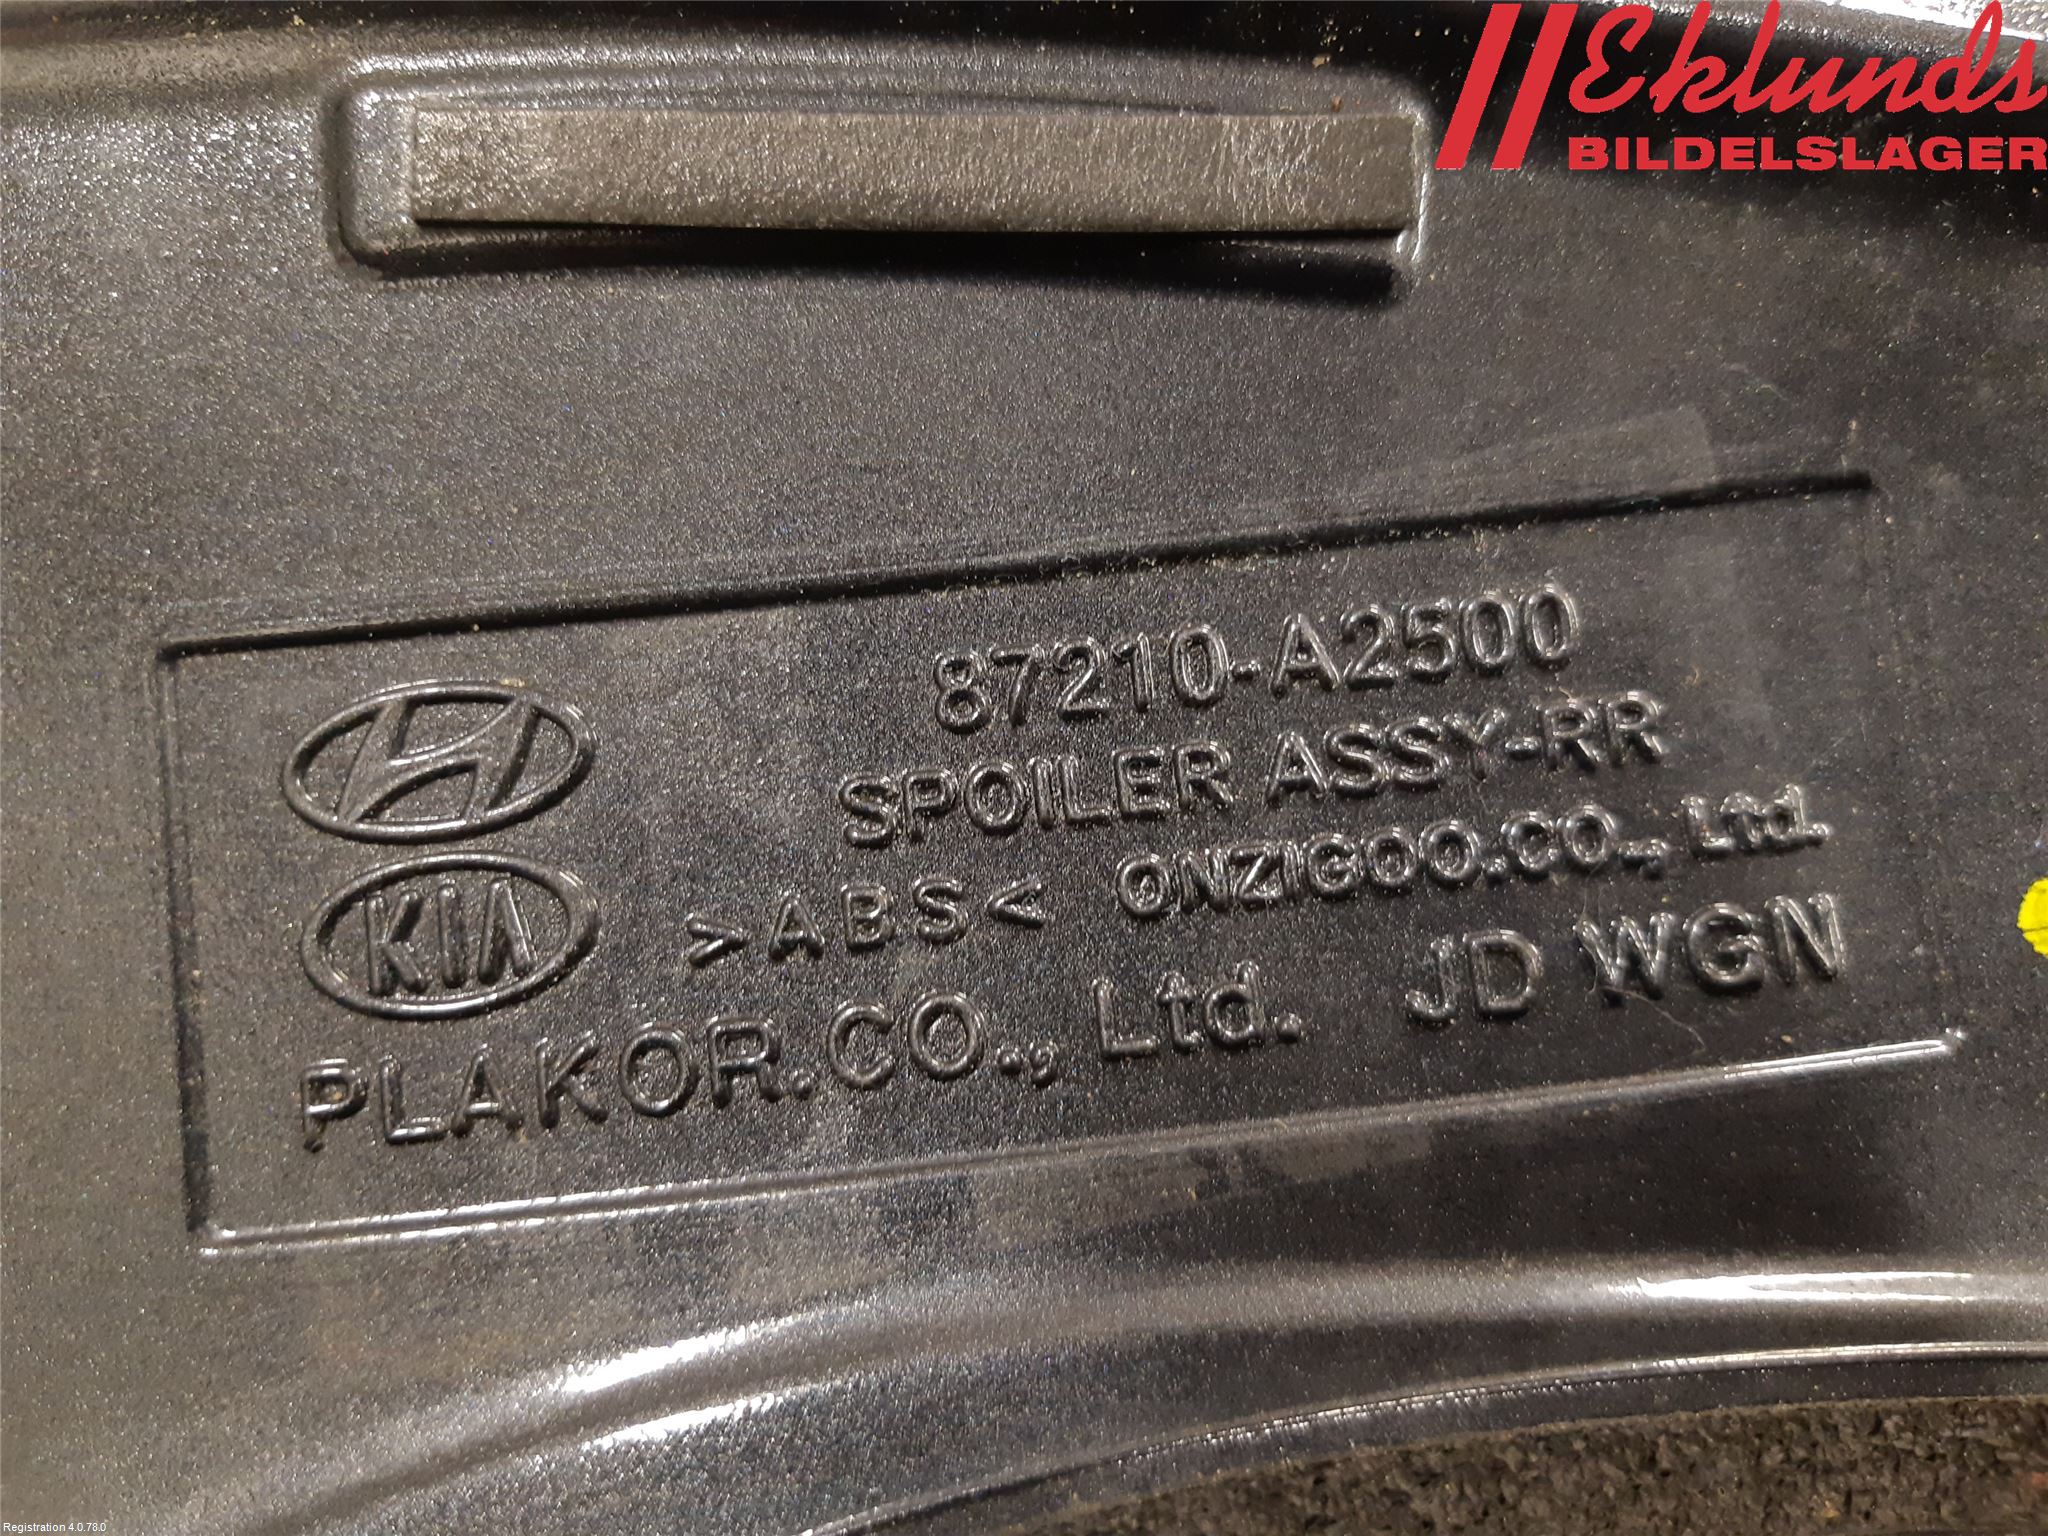 Eklunds
BILDELSLAGER
87210-A2500
SPOILER ASSY-RR
>ABS< ONZIGOO.CO., Ltd.
KIA
PLAKOR.CO., Ltd. JD WGN
Registration 4.0.78.0